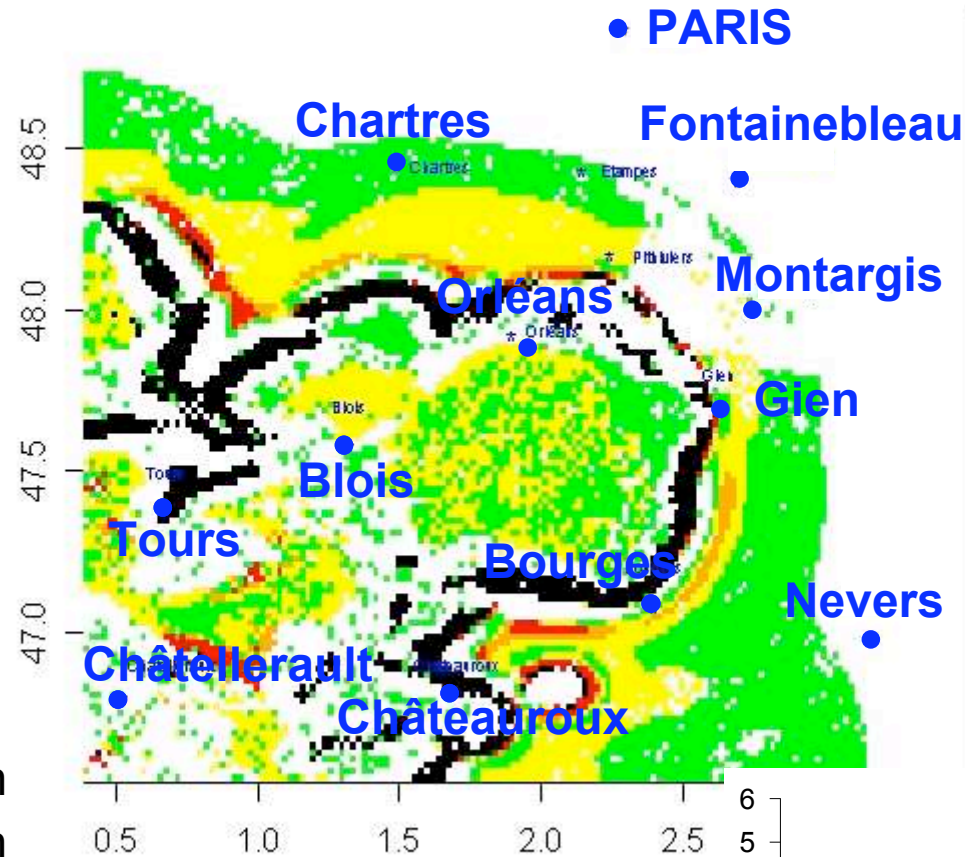 PARIS
Chartres
Fontainebleau
48.5
Chartres
* Etampes
* Pithiviers
Montargis
Orléans
48.0
* Orléans
Gien
Gien
Blois
Blois
47.5
Tours
Tours
Bourges
Nevers
47.0
Châtellerault
Châteauroux
0.5 1.0 1.5 2.0 2.5
6
5